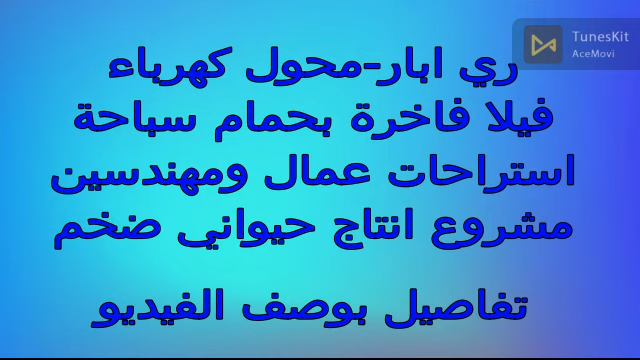 TunesKit
AceMovi
ري ابار-محول كهرباء
فيلا فاخرة بحمام سباحة
استراحات عمال ومهندسين
مشروع انتاج حيواني ضخم
تفاصيل بوصف الفيديو